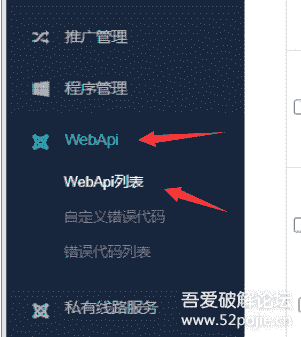 推广管理
程序管理
WebApi
WebApi列表
自定义错误代码
错误代码列表
私有线路服务
吾爱破解论坛
www.52pojie.cn